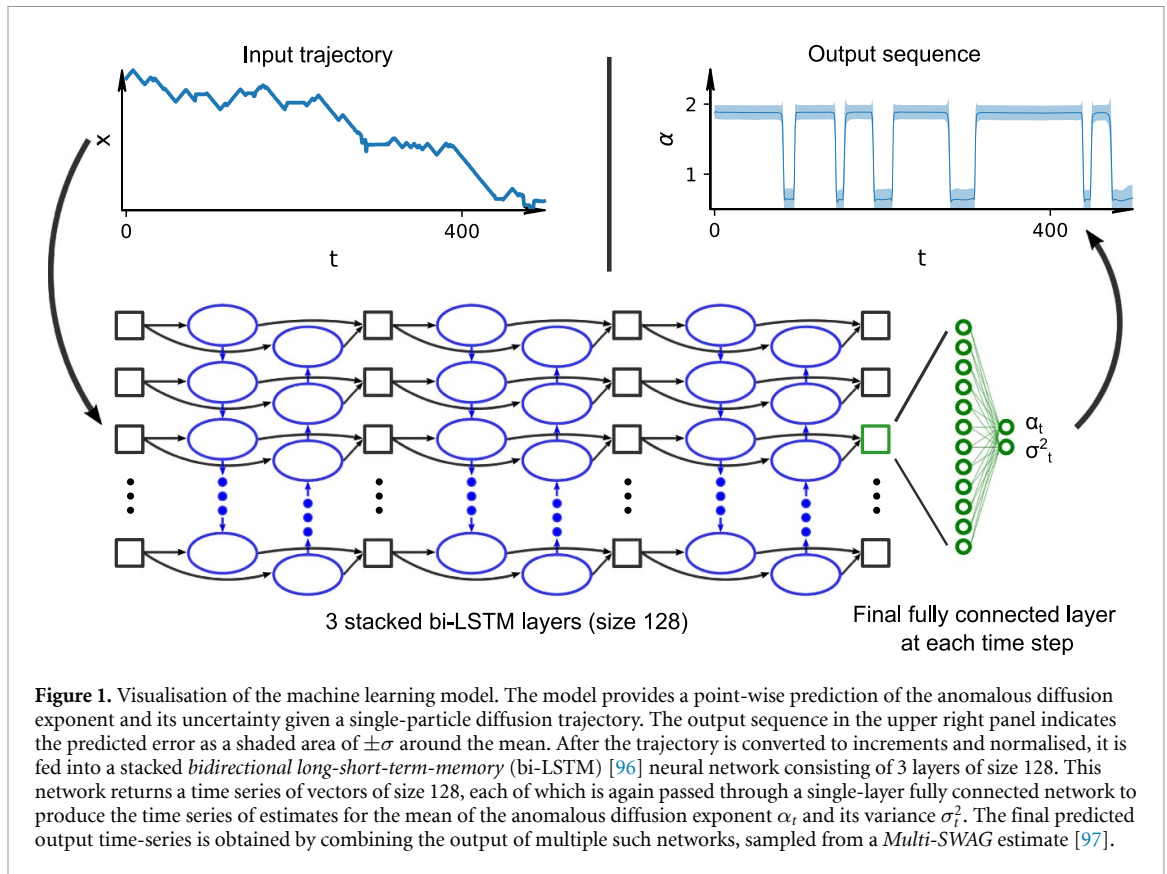 Input trajectory
x
0
400
t
Output sequence
α
2
1
0
400
t
αt
σ²t
3 stacked bi-LSTM layers (size 128)
Final fully connected layer
at each time step
Figure 1. Visualisation of the machine learning model. The model provides a point-wise prediction of the anomalous diffusion
exponent and its uncertainty given a single-particle diffusion trajectory. The output sequence in the upper right panel indicates
the predicted error as a shaded area of ±σ around the mean. After the trajectory is converted to increments and normalised, it is
fed into a stacked bidirectional long-short-term-memory (bi-LSTM) [96] neural network consisting of 3 layers of size 128. This
network returns a time series of vectors of size 128, each of which is again passed through a single-layer fully connected network to
produce the time series of estimates for the mean of the anomalous diffusion exponent αt and its variance σ²t. The final predicted
output time-series is obtained by combining the output of multiple such networks, sampled from a Multi-SWAG estimate [97].